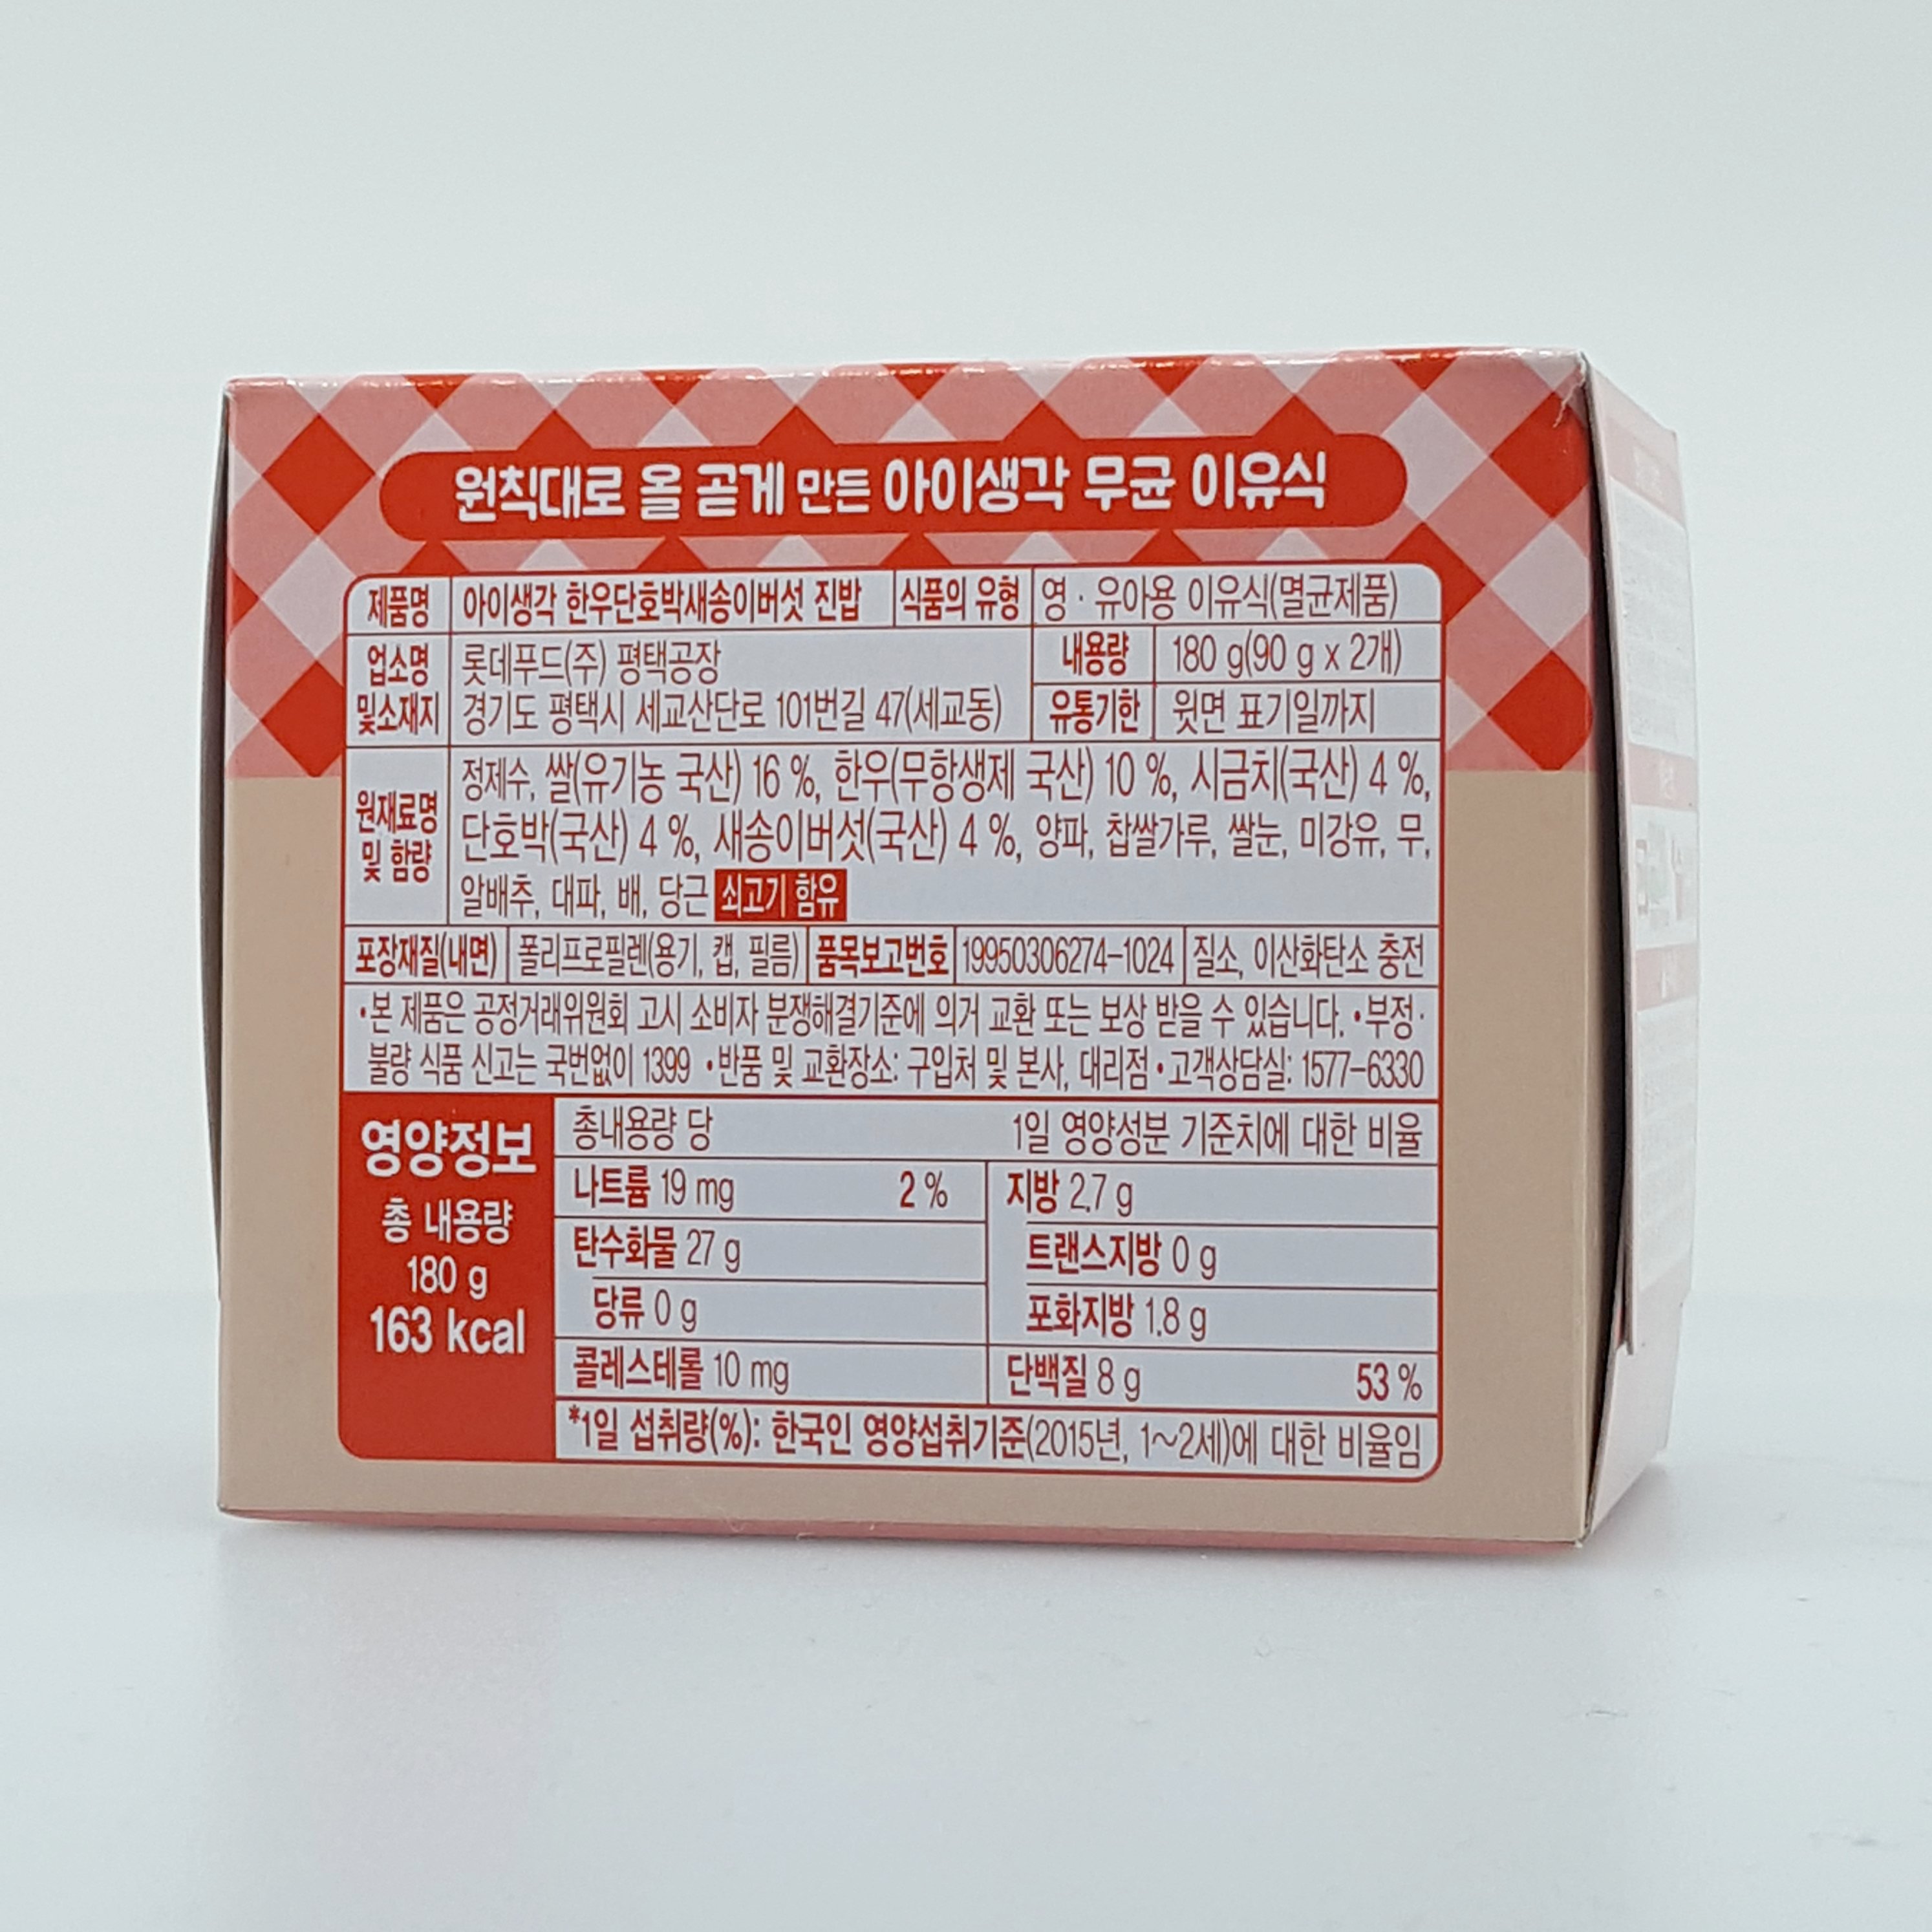 원칙대로 올 곧게 만든 아이생각 무균 이유식
제품명 아이생각 한우단호박새송이버섯 진밥 식품의 유형 영·유아용 이유식(멸균제품)
업소명 및소재지 롯데푸드(주) 평택공장
경기도 평택시 세교산단로 101번길 47(세교동)
내용량 180 g(90 g x 2개)
유통기한 윗면 표기일까지
원재료명 및 함량
정제수, 쌀(유기농 국산) 16 %, 한우(무항생제 국산) 10 %, 시금치(국산) 4 %,
단호박(국산) 4 %, 새송이버섯(국산) 4 %, 양파, 찹쌀가루, 쌀눈, 미강유, 무,
알배추, 대파, 배, 당근 쇠고기 함유
포장재질(내면) 폴리프로필렌(용기, 캡, 필름) 품목보고번호 19950306274-1024 질소, 이산화탄소 충전
•본 제품은 공정거래위원회 고시 소비자 분쟁해결기준에 의거 교환 또는 보상 받을 수 있습니다. •부정·
불량 식품 신고는 국번없이 1399 •반품 및 교환장소: 구입처 및 본사, 대리점 •고객상담실: 1577-6330
영양정보
총 내용량
180 g
163 kcal
총내용량 당 1일 영양성분 기준치에 대한 비율
나트륨 19 mg 2 % 지방 2.7 g
탄수화물 27 g 트랜스지방 0 g
당류 0 g 포화지방 1.8 g
콜레스테롤 10 mg 단백질 8 g 53 %
*1일 섭취량(%): 한국인 영양섭취기준(2015년, 1~2세)에 대한 비율임